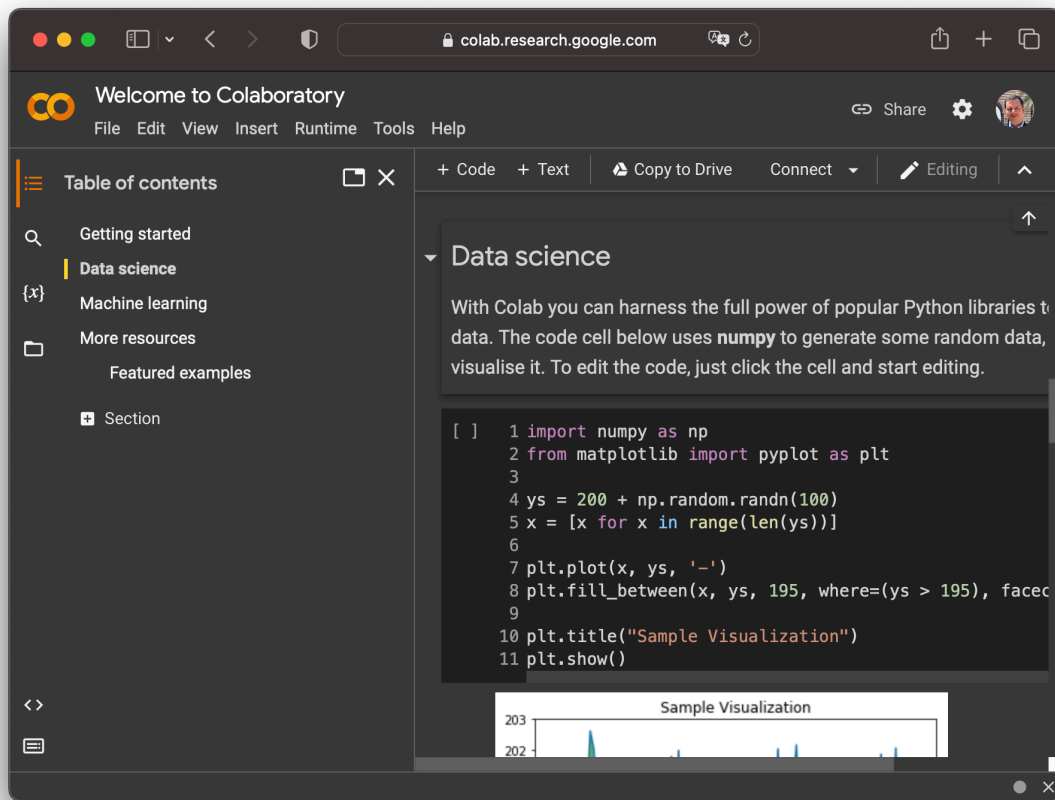 colab.research.google.com
Welcome to Colaboratory
File Edit View Insert Runtime Tools Help
Share
Table of contents
Getting started
Data science
Machine learning
More resources
Featured examples
Section
+ Code + Text Copy to Drive Connect Editing
Data science
With Colab you can harness the full power of popular Python libraries
data. The code cell below uses numpy to generate some random data,
visualise it. To edit the code, just click the cell and start editing.
[ ] 1 import numpy as np
2 from matplotlib import pyplot as plt
3
4 ys = 200 + np.random.randn(100)
5 x = [x for x in range(len(ys))]
6
7 plt.plot(x, ys, '-')
8 plt.fill_between(x, ys, 195, where=(ys > 195), facec
9
10 plt.title("Sample Visualization")
11 plt.show()
Sample Visualization
203
202
{x}
<>